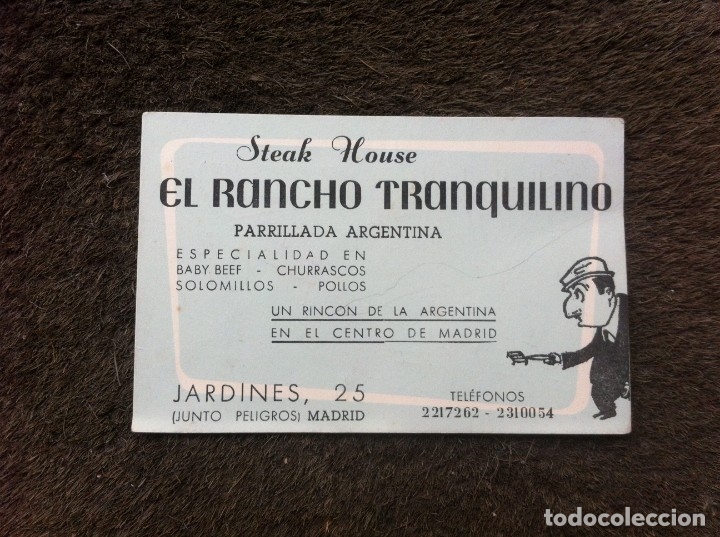 Steak House
EL RANCHO TRANQUILINO
PARRILLADA ARGENTINA
ESPECIALIDAD EN
BABY BEEF - CHURRASCOS
SOLOMILLOS - POLLOS
UN RINCON DE LA ARGENTINA
EN EL CENTRO DE MADRID
JARDINES, 25
(JUNTO PELIGROS) MADRID
TELÉFONOS
2217262 - 2310054
todocoleccion